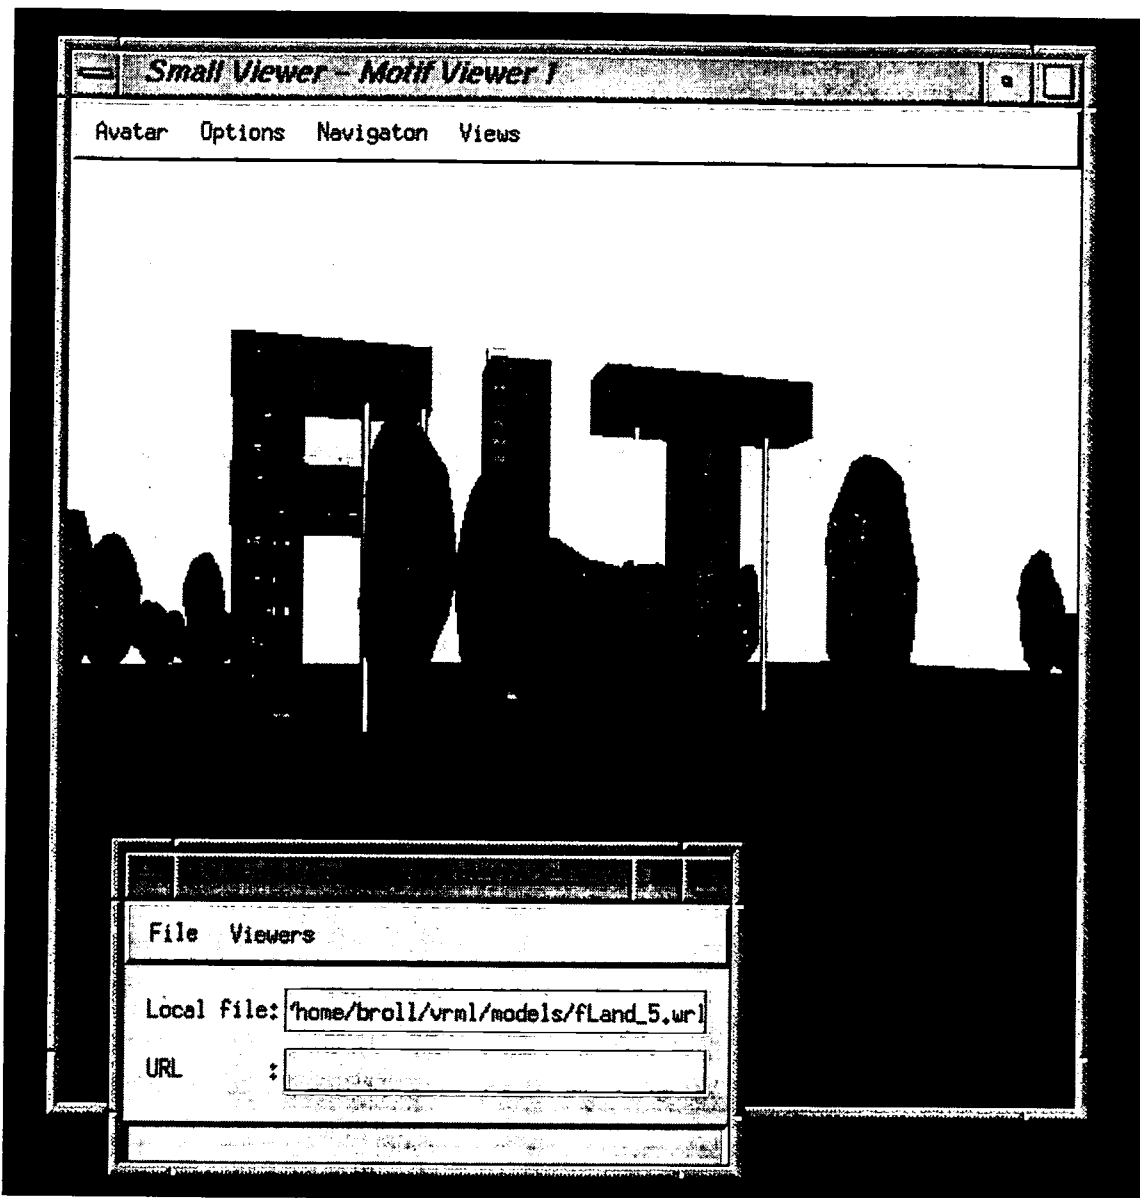 Small Viewer – Motif Viewer 1
Avatar Options Navigaton Views
File Viewers
Local file: /home/broll/vrml/models/fLand_5.wrl
URL :